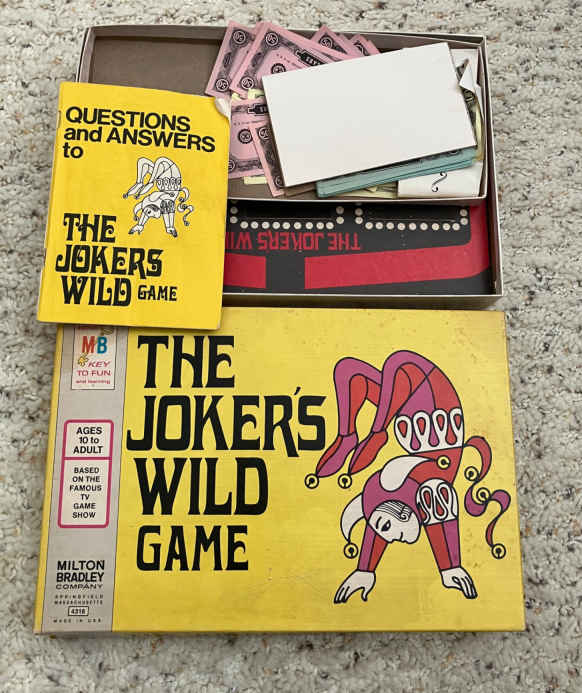 QUESTIONS
and ANSWERS
to
THE
JOKERS
WILD GAME
50
THE JOKERS WI
MB
KEY
TO FUN
and learning
AGES
10 to
ADULT
BASED
ON THE
FAMOUS
TV
GAME
SHOW
MILTON
BRADLEY
COMPANY
SPRINGFIELD
MASSACHUSETTS
4316
MADE IN U.S.A.
THE
JOKER'S
WILD
GAME